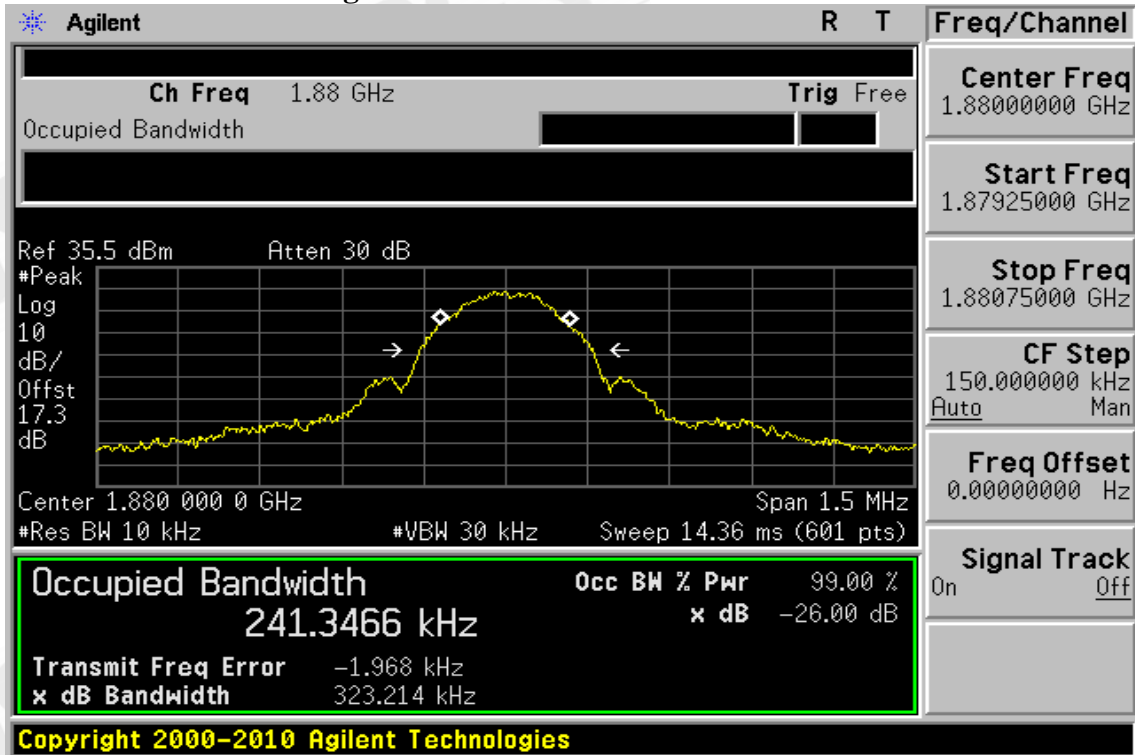 Agilent
R T
Freq/Channel
Ch Freq 1.88 GHz
Trig Free
Occupied Bandwidth
Center Freq
1.88000000 GHz
Start Freq
1.87925000 GHz
Stop Freq
1.88075000 GHz
CF Step
150.000000 kHz
Auto Man
Freq Offset
0.00000000 Hz
Signal Track
On Off
Ref 35.5 dBm
Atten 30 dB
#Peak
Log
10
dB/
Offst
17.3
dB
Center 1.880 000 0 GHz
Span 1.5 MHz
#Res BW 10 kHz
#VBW 30 kHz
Sweep 14.36 ms (601 pts)
Occupied Bandwidth
241.3466 kHz
Occ BW % Pwr 99.00 %
x dB -26.00 dB
Transmit Freq Error -1.968 kHz
x dB Bandwidth 323.214 kHz
Copyright 2000-2010 Agilent Technologies